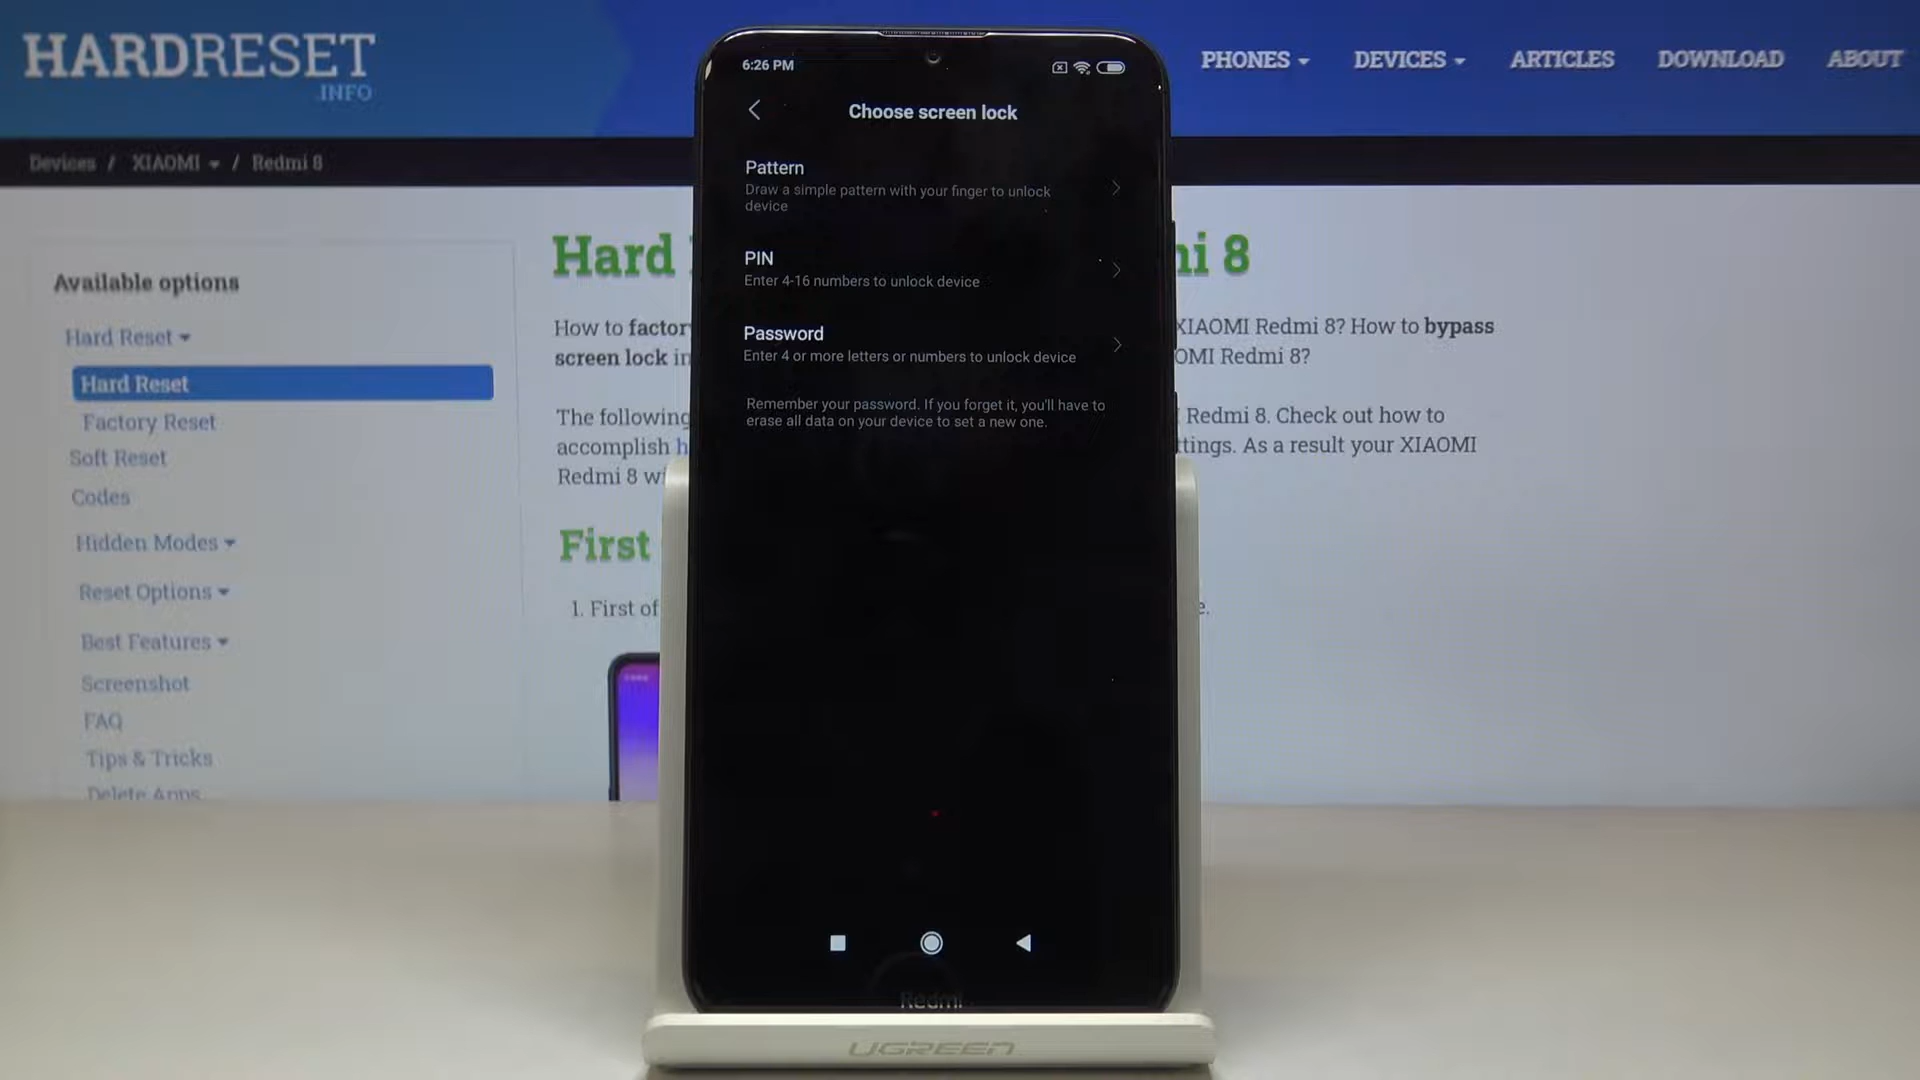 HARDRESET
.INFO
PHONES
DEVICES
ARTICLES
DOWNLOAD
ABOUT
Devices / XIAOMI / Redmi 8
Available options
Hard Reset
Hard Reset
Factory Reset
Soft Reset
Codes
Hidden Modes
Reset Options
Best Features
Screenshot
FAQ
Tips & Tricks
Delete Apps
Hard
mi 8
How to factor
XIAOMI Redmi 8? How to bypass
screen lock in
OMI Redmi 8?
The following
Redmi 8. Check out how to
accomplish h
ttings. As a result your XIAOMI
Redmi 8 wi
First
1. First of
e.
6:26 PM
Choose screen lock
Pattern
Draw a simple pattern with your finger to unlock
device
PIN
Enter 4-16 numbers to unlock device
Password
Enter 4 or more letters or numbers to unlock device
Remember your password. If you forget it, you'll have to
erase all data on your device to set a new one.
Redmi
UGREEN